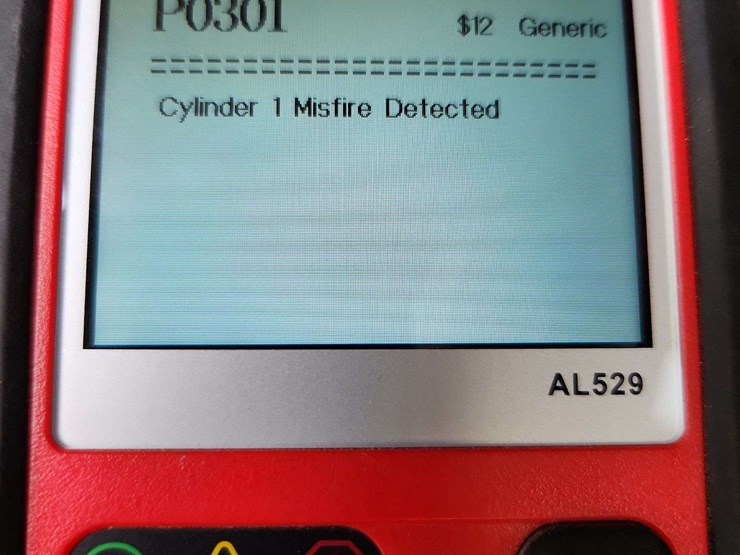 P0301 $12 Generic
==============================
Cylinder 1 Misfire Detected
AL529